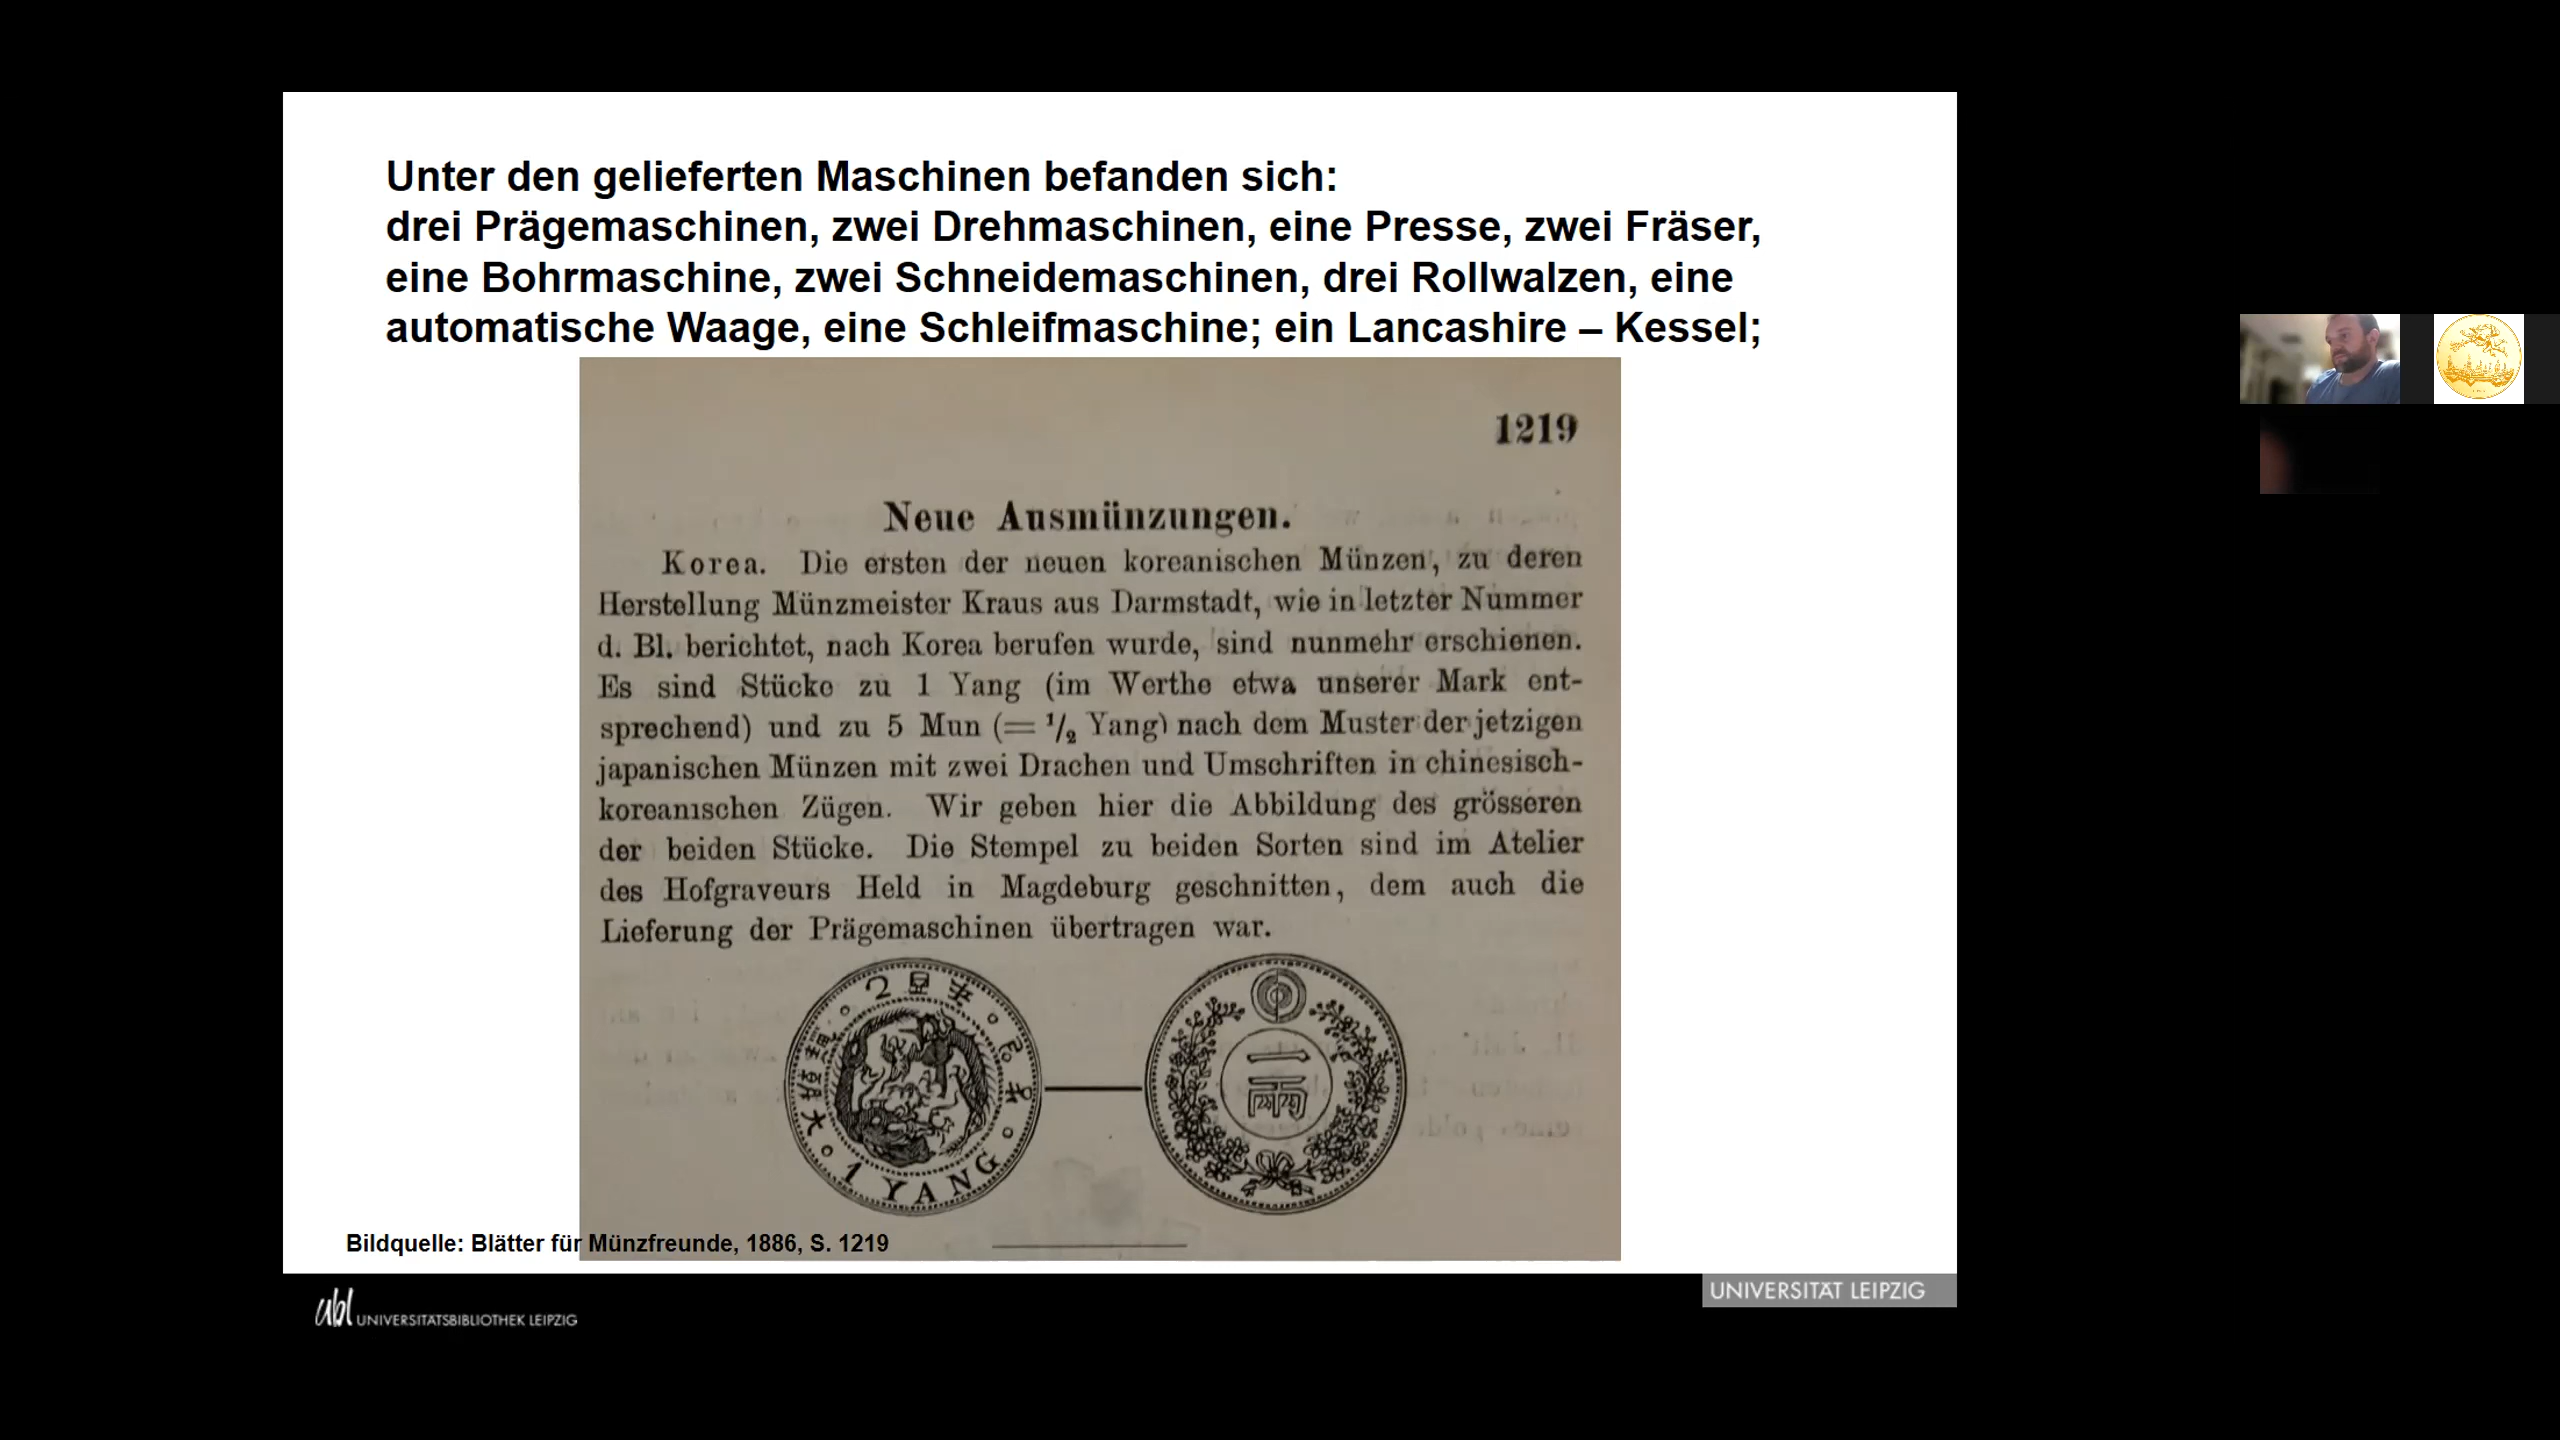 Unter den gelieferten Maschinen befanden sich:
drei Prägemaschinen, zwei Drehmaschinen, eine Presse, zwei Fräser,
eine Bohrmaschine, zwei Schneidemaschinen, drei Rollwalzen, eine
automatische Waage, eine Schleifmaschine; ein Lancashire – Kessel;
1219
Neue Ausmünzungen.
Korea. Die ersten der neuen koreanischen Münzen, zu deren
Herstellung Münzmeister Kraus aus Darmstadt, wie in letzter Nummer
d. Bl. berichtet, nach Korea berufen wurde, sind nunmehr erschienen.
Es sind Stücke zu 1 Yang (im Werthe etwa unserer Mark ent-
sprechend) und zu 5 Mun (= 1/2 Yang) nach dem Muster der jetzigen
japanischen Münzen mit zwei Drachen und Umschriften in chinesisch-
koreanischen Zügen. Wir geben hier die Abbildung des grösseren
der beiden Stücke. Die Stempel zu beiden Sorten sind im Atelier
des Hofgraveurs Held in Magdeburg geschnitten, dem auch die
Lieferung der Prägemaschinen übertragen war.
1 YANG
一兩
Bildquelle: Blätter für Münzfreunde, 1886, S. 1219
ubl UNIVERSITÄTSBIBLIOTHEK LEIPZIG
UNIVERSITÄT LEIPZIG